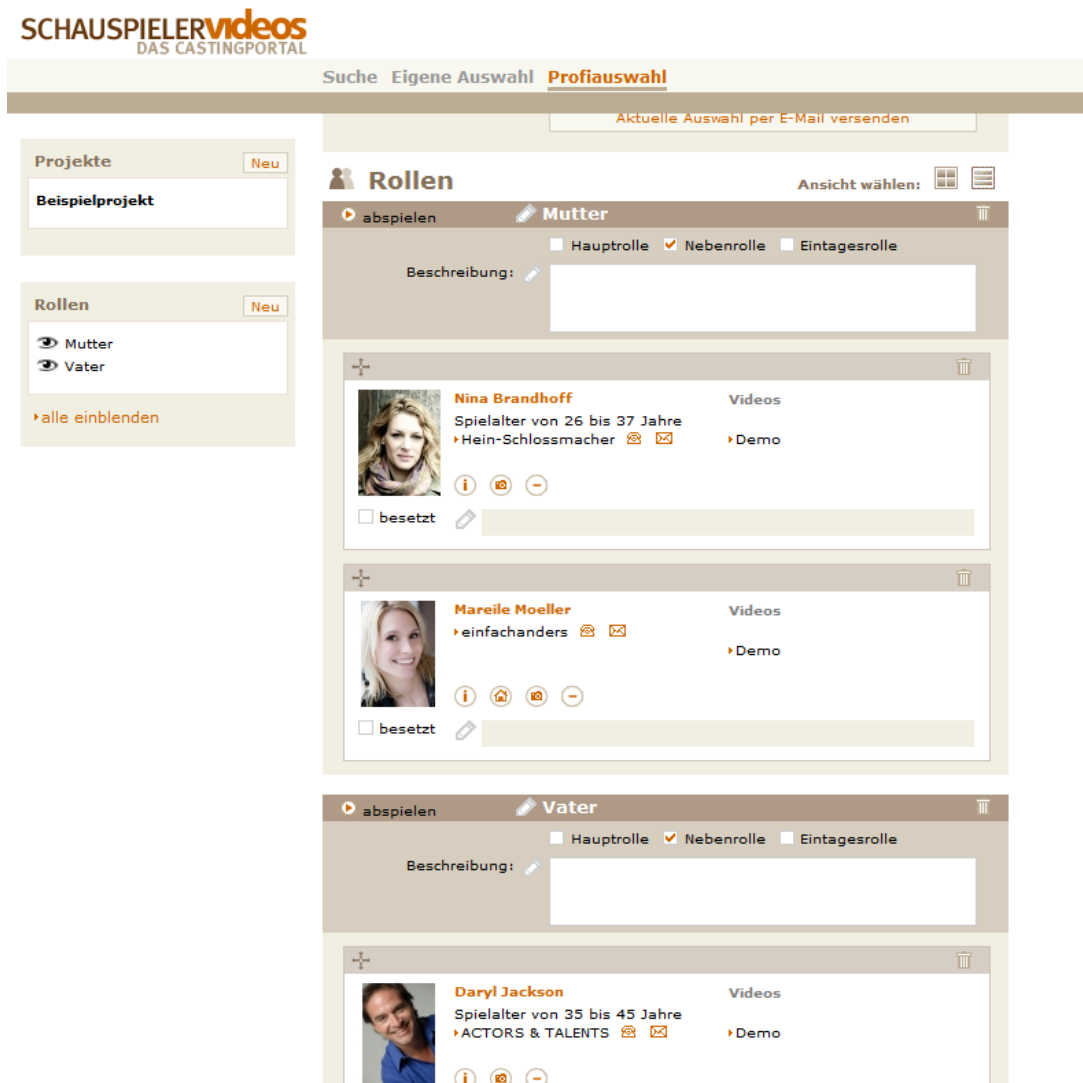 SCHAUSPIELERVIDEOS
DAS CASTINGPORTAL
Suche Eigene Auswahl Profiauswahl
Aktuelle Auswahl per E-Mail versenden
Projekte Neu
Beispielprojekt
Rollen Neu
Mutter
Vater
alle einblenden
Rollen Ansicht wählen:
abspielen Mutter
Hauptrolle Nebenrolle Eintagesrolle
Beschreibung:
Nina Brandhoff Videos
Spielalter von 26 bis 37 Jahre
Hein-Schlossmacher Demo
besetzt
Mareile Moeller Videos
einfachanders
Demo
besetzt
abspielen Vater
Hauptrolle Nebenrolle Eintagesrolle
Beschreibung:
Daryl Jackson Videos
Spielalter von 35 bis 45 Jahre
ACTORS & TALENTS Demo